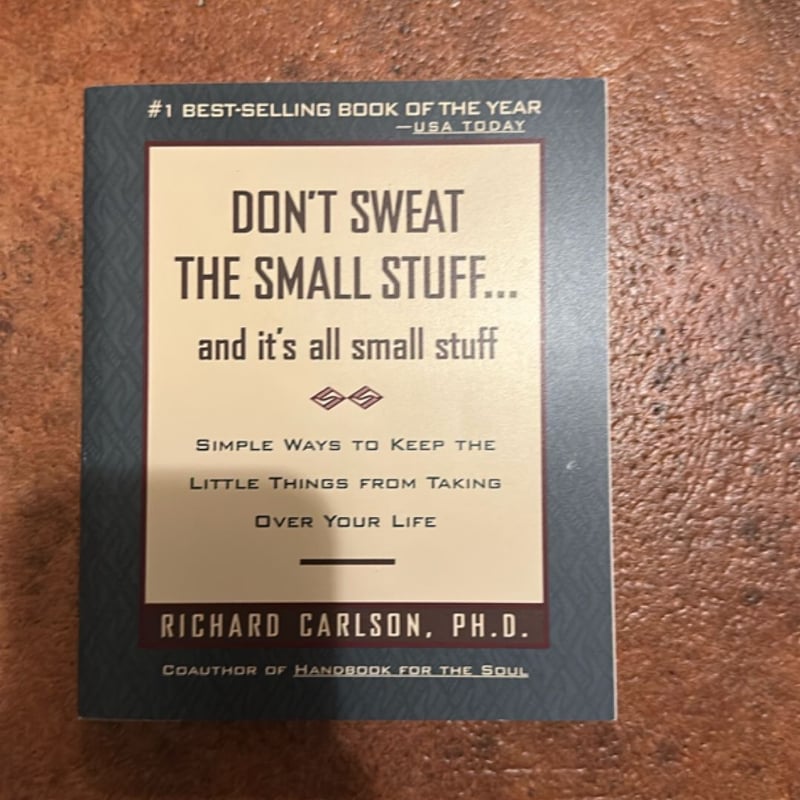 #1 BEST-SELLING BOOK OF THE YEAR
—USA TODAY
DON'T SWEAT
THE SMALL STUFF...
and it's all small stuff
SIMPLE WAYS TO KEEP THE
LITTLE THINGS FROM TAKING
OVER YOUR LIFE
RICHARD CARLSON, PH.D.
COAUTHOR OF HANDBOOK FOR THE SOUL